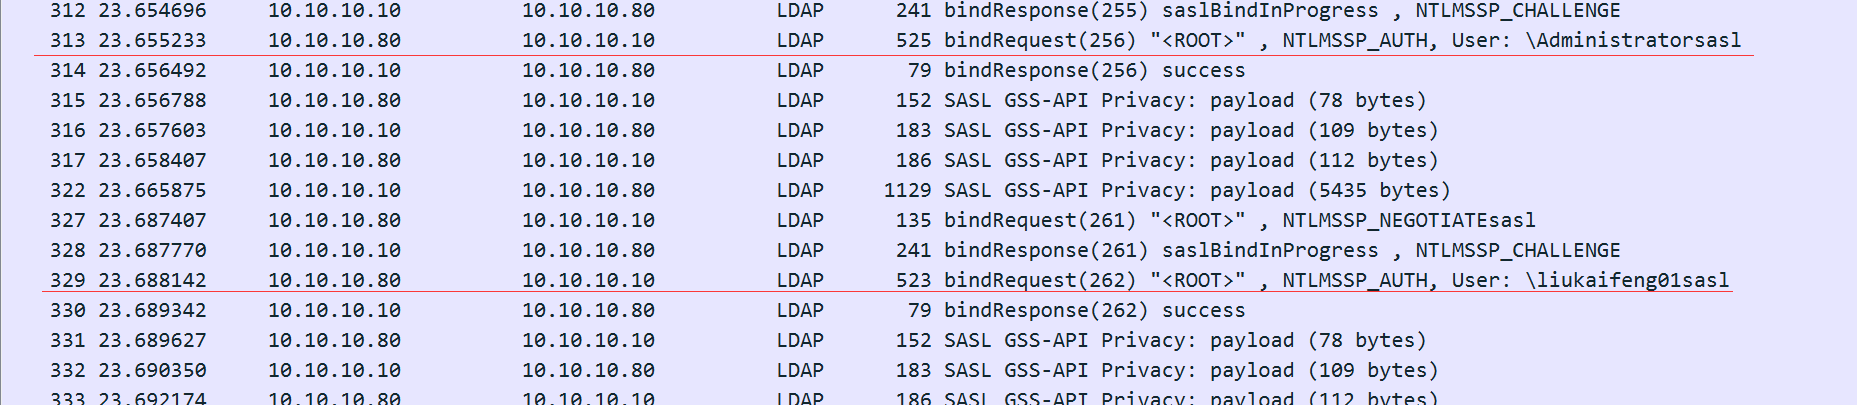 312 23.654696 10.10.10.10 10.10.10.80 LDAP 241 bindResponse(255) saslBindInProgress , NTLMSSP_CHALLENGE
313 23.655233 10.10.10.80 10.10.10.10 LDAP 525 bindRequest(256) "<ROOT>" , NTLMSSP_AUTH, User: \Administratorsasl
314 23.656492 10.10.10.10 10.10.10.80 LDAP 79 bindResponse(256) success
315 23.656788 10.10.10.80 10.10.10.10 LDAP 152 SASL GSS-API Privacy: payload (78 bytes)
316 23.657603 10.10.10.10 10.10.10.80 LDAP 183 SASL GSS-API Privacy: payload (109 bytes)
317 23.658407 10.10.10.80 10.10.10.10 LDAP 186 SASL GSS-API Privacy: payload (112 bytes)
322 23.665875 10.10.10.10 10.10.10.80 LDAP 1129 SASL GSS-API Privacy: payload (5435 bytes)
327 23.687407 10.10.10.80 10.10.10.10 LDAP 135 bindRequest(261) "<ROOT>" , NTLMSSP_NEGOTIATEsasl
328 23.687770 10.10.10.10 10.10.10.80 LDAP 241 bindResponse(261) saslBindInProgress , NTLMSSP_CHALLENGE
329 23.688142 10.10.10.80 10.10.10.10 LDAP 523 bindRequest(262) "<ROOT>" , NTLMSSP_AUTH, User: \liukaifeng01sasl
330 23.689342 10.10.10.10 10.10.10.80 LDAP 79 bindResponse(262) success
331 23.689627 10.10.10.80 10.10.10.10 LDAP 152 SASL GSS-API Privacy: payload (78 bytes)
332 23.690350 10.10.10.10 10.10.10.80 LDAP 183 SASL GSS-API Privacy: payload (109 bytes)
333 23.692174 10.10.10.80 10.10.10.10 LDAP 186 SASL GSS-API Privacy: payload (112 bytes)